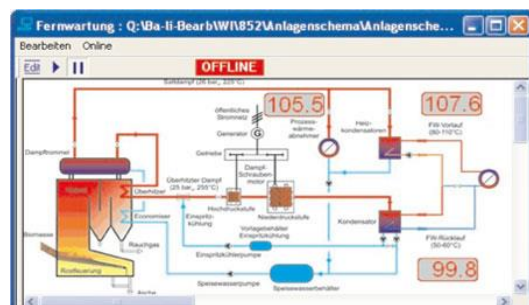 Fernwartung : Q:\Ba-li-Bearb\WI\852\Anlagenschema\Anlagensche...
Bearbeiten Online
Edit
OFFLINE
Sattdampf (26 bar, 225°C)
öffentliches
Stromnetz
Generator
G
Getriebe
105.5
Prozess-
wärme-
abnehmer
Heiz-
kondensatoren
107.6
FW-Vorlauf
(80-110°C)
Dampftrommel
Überhitzer
Überhitzter Dampf
(25 bar, 255°C)
Dampf-
Schrauben-
motor
Hochdruckstufe
Niederdruckstufe
Economiser
Einspritz-
kühlung
Kondensator
Biomasse
Rauchgas
Vorlagebehälter
Einspritzkühlung
Einspritzkühlerpumpe
FW-Rücklauf
(50-60°C)
99.8
Rostfeuerung
Asche
Speisewasserpumpe
Speisewasserbehälter